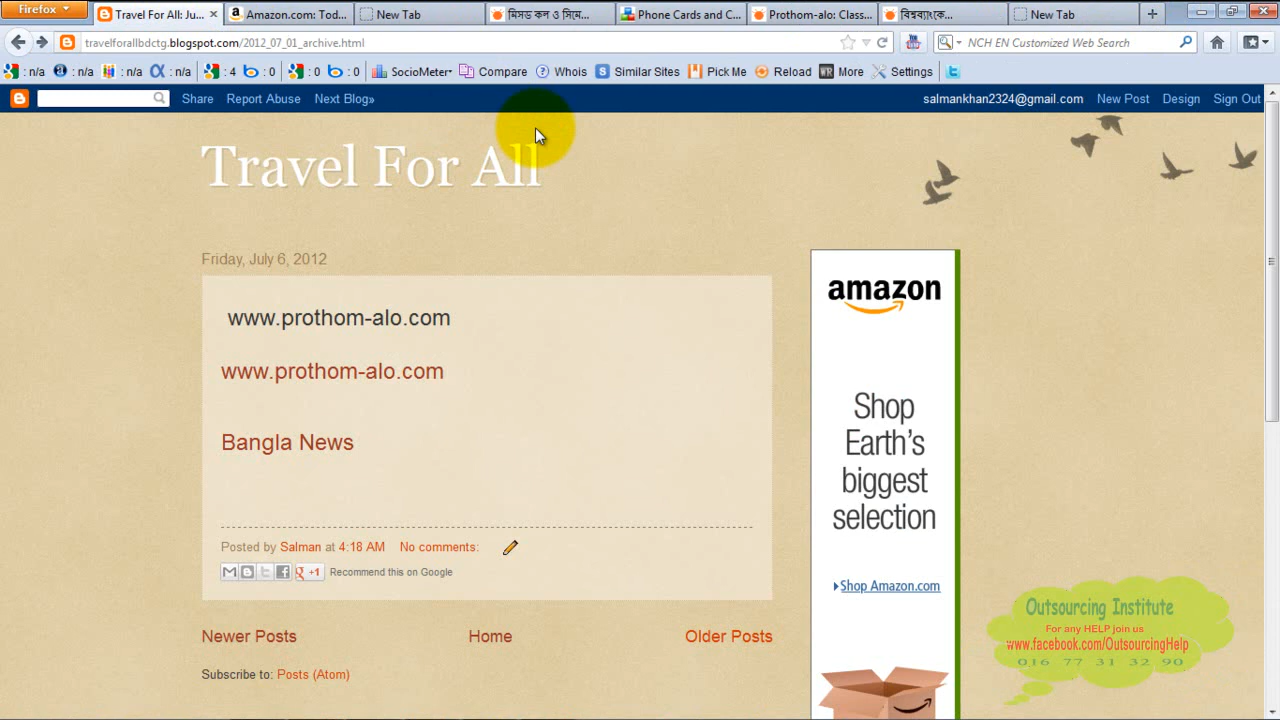 Firefox
Travel For All: Ju...
Amazon.com: Tod...
New Tab
মিসড কল ও সিমে...
Phone Cards and C...
Prothom-alo: Class...
বিশ্বব্যাংকে...
New Tab
travelforallbdctg.blogspot.com/2012_07_01_archive.html
NCH EN Customized Web Search
: n/a : n/a : n/a : n/a : 4 : 0 : 0 : 0 SocioMeter Compare Whois Similar Sites Pick Me Reload More Settings
Share Report Abuse Next Blog» salmankhan2324@gmail.com New Post Design Sign Out
Travel For All
Friday, July 6, 2012
www.prothom-alo.com
www.prothom-alo.com
Bangla News
Posted by Salman at 4:18 AM No comments:
+1 Recommend this on Google
Newer Posts Home Older Posts
Subscribe to: Posts (Atom)
amazon
Shop
Earth's
biggest
selection
Shop Amazon.com
Outsourcing Institute
For any HELP join us
www.facebook.com/OutsourcingHelp
016 77 31 32 90